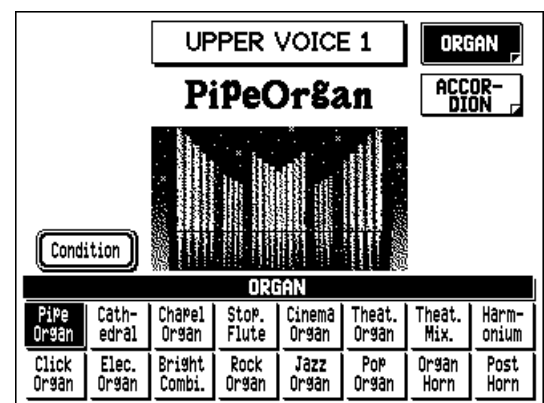 UPPER VOICE 1
ORGAN
PipeOrgan
ACCOR-
DION
Condition
ORGAN
Pipe Organ
Cath-edral
Chapel Organ
Stop. Flute
Cinema Organ
Theat. Organ
Theat. Mix.
Harm-onium
Click Organ
Elec. Organ
Bright Combi.
Rock Organ
Jazz Organ
Pop Organ
Organ Horn
Post Horn